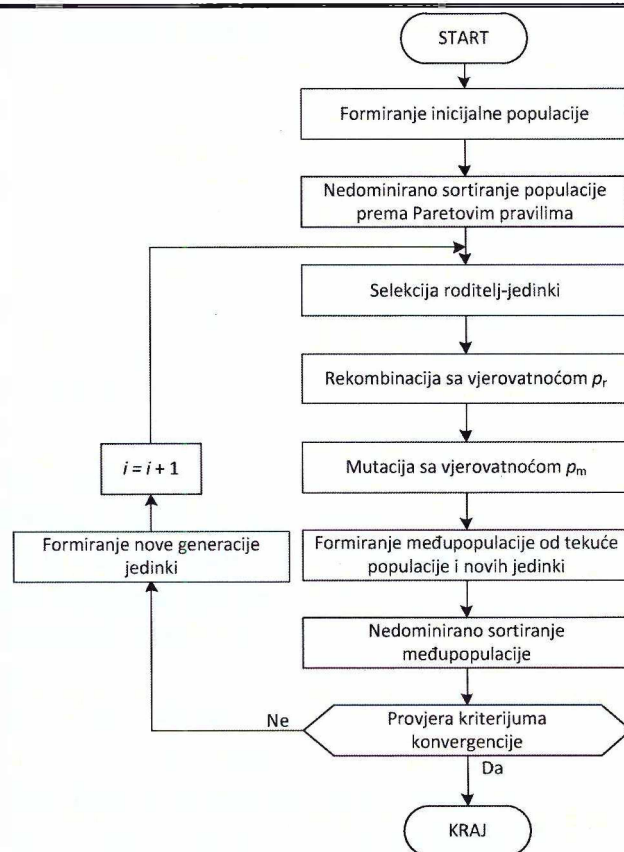 START
Formiranje inicijalne populacije
Nedominirano sortiranje populacije
prema Paretovim pravilima
Selekcija roditelj-jedinki
Rekombinacija sa vjerovatnoćom pr
i = i + 1
Mutacija sa vjerovatnoćom pm
Formiranje nove generacije
jedinki
Formiranje međupopulacije od tekuće
populacije i novih jedinki
Nedominirano sortiranje
međupopulacije
Ne
Provjera kriterijuma
konvergencije
Da
KRAJ